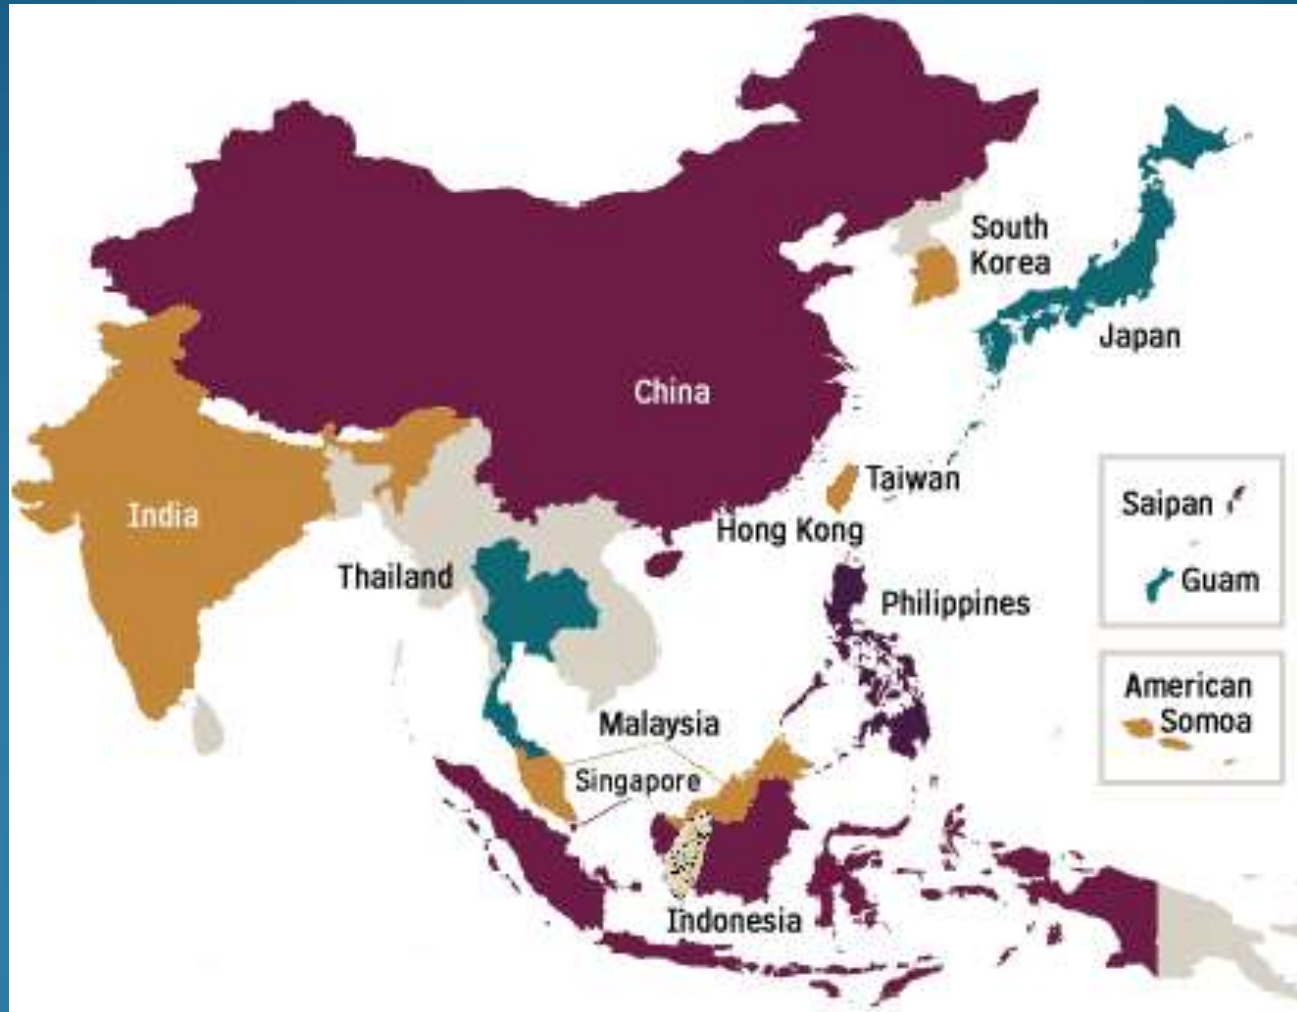 South
Korea
Japan
China
Taiwan
India
Saipan
Hong Kong
Thailand
Guam
Philippines
American
Somoa
Malaysia
Singapore
Indonesia